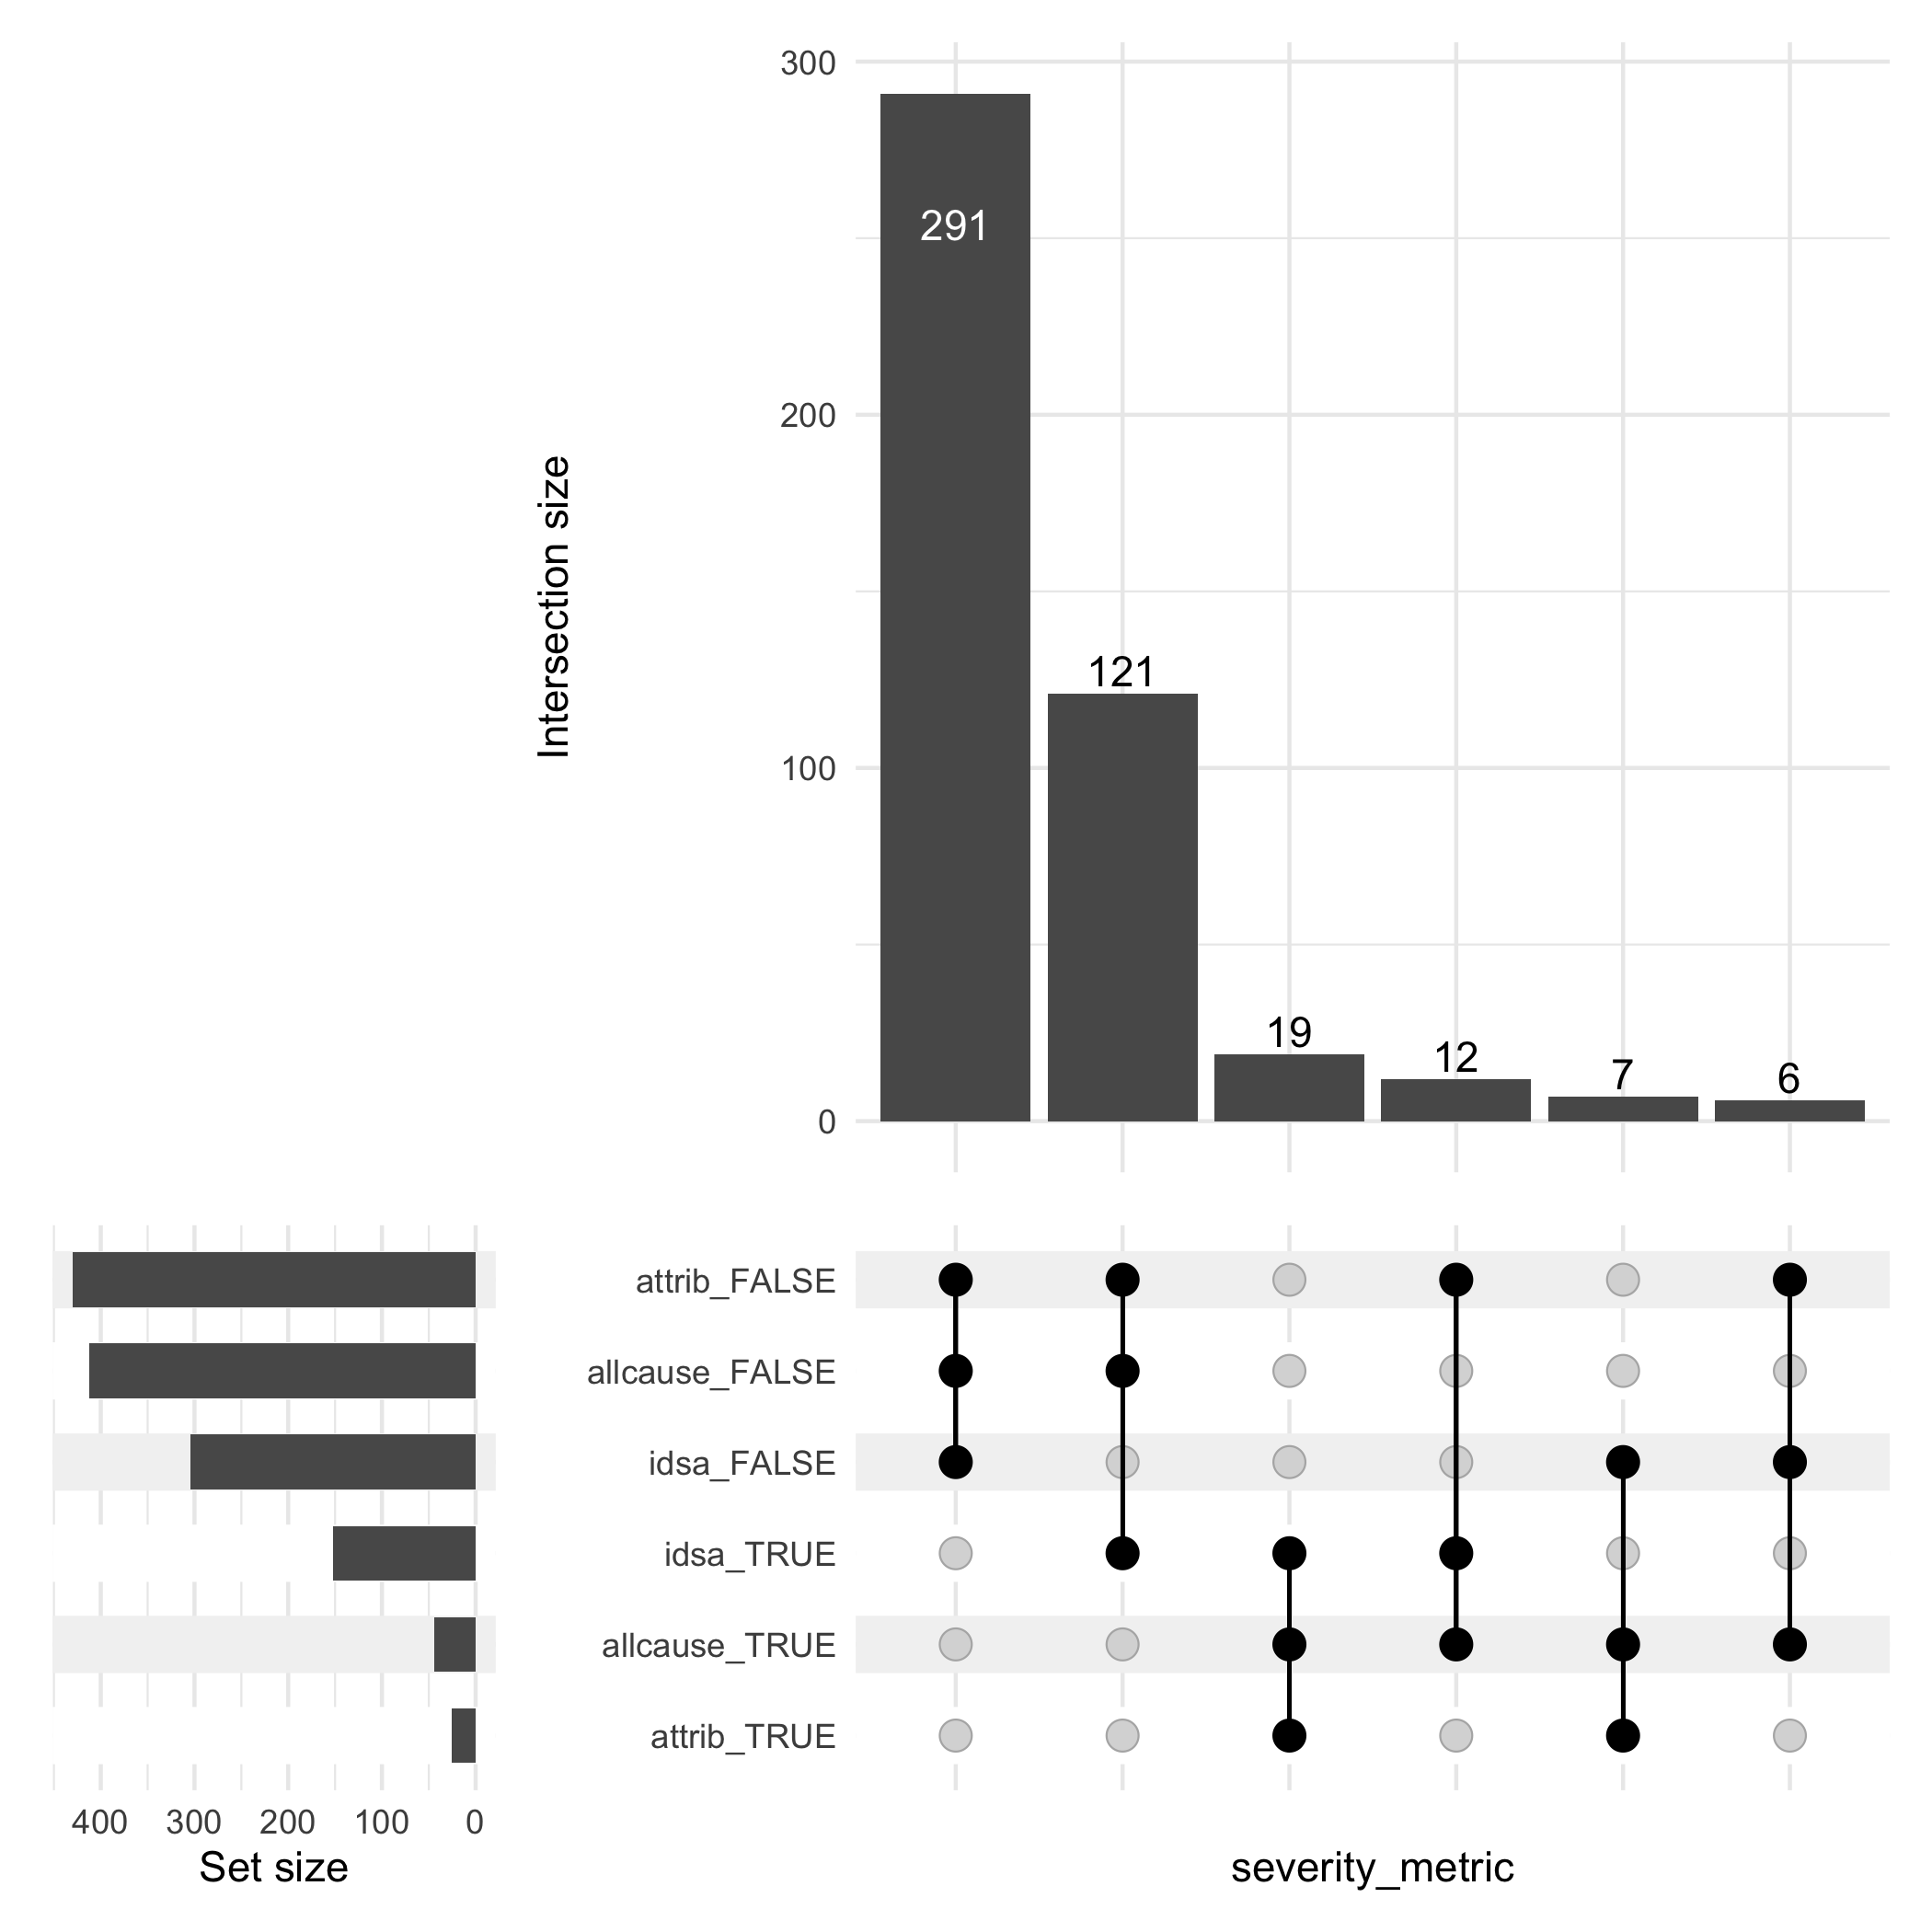 300
200
100
0
Intersection size
291
121
19
12
7
6
attrib_FALSE
allcause_FALSE
idsa_FALSE
idsa_TRUE
allcause_TRUE
attrib_TRUE
400 300 200 100 0
Set size
severity_metric